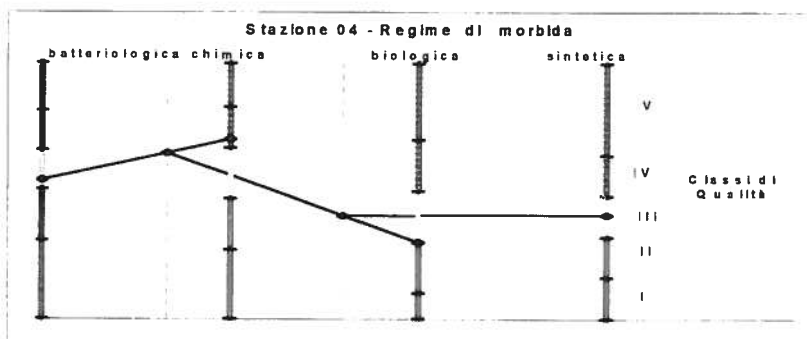 Stazione 04 - Regime di morbida
batteriologica chimica biologica sintetica
V
IV
Classi di
Qualità
III
II
I